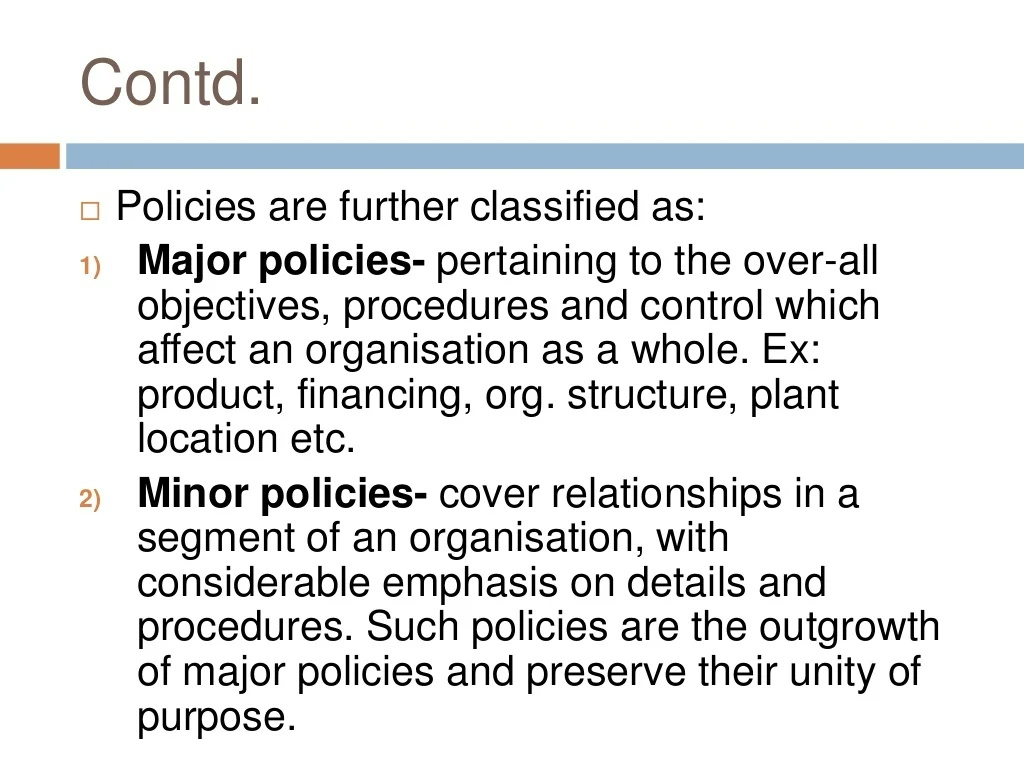 Contd.
Policies are further classified as:
1) Major policies- pertaining to the over-all
objectives, procedures and control which
affect an organisation as a whole. Ex:
product, financing, org. structure, plant
location etc.
2) Minor policies- cover relationships in a
segment of an organisation, with
considerable emphasis on details and
procedures. Such policies are the outgrowth
of major policies and preserve their unity of
purpose.